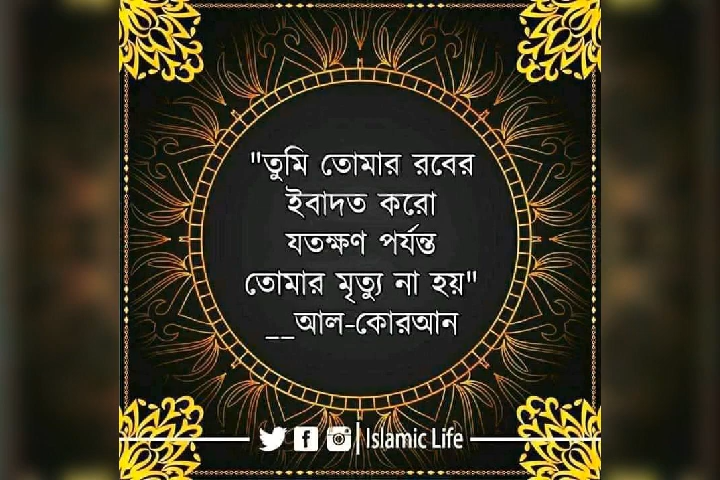 "তুমি তোমার রবের
ইবাদত করো
যতক্ষণ পর্যন্ত
তোমার মৃত্যু না হয়"
__আল-কোরআন
Islamic Life